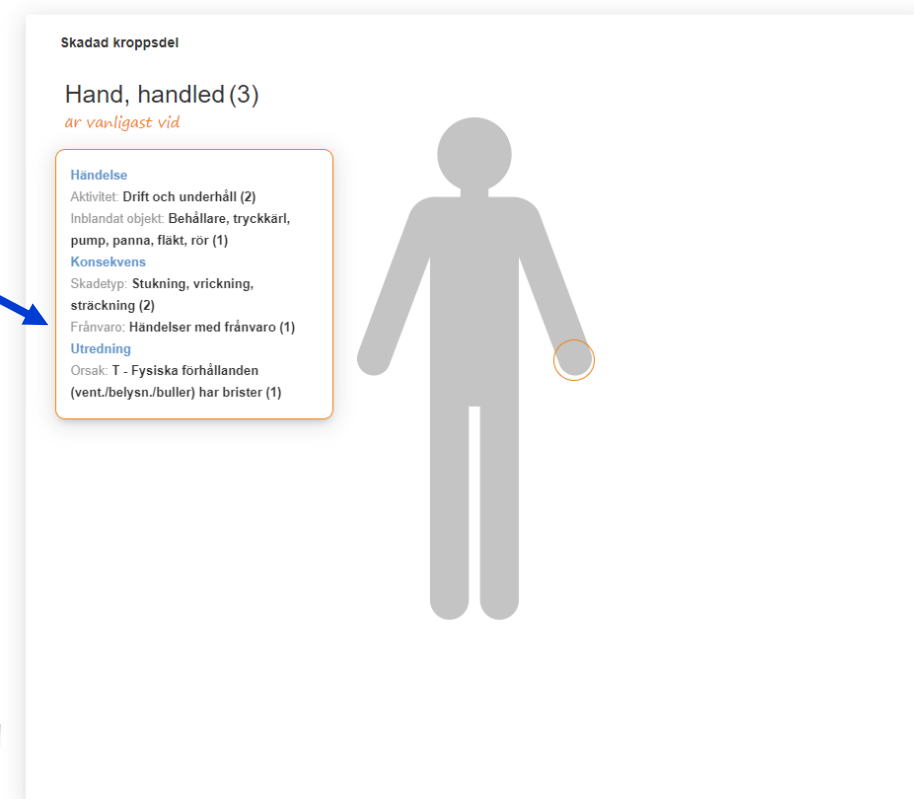 Skadad kroppsdel
Hand, handled (3)
är vanligast vid
Händelse
Aktivitet: Drift och underhåll (2)
Inblandat objekt: Behållare, tryckkärl,
pump, panna, fläkt, rör (1)
Konsekvens
Skadetyp: Stukning, vrickning,
sträckning (2)
Frånvaro: Händelser med frånvaro (1)
Utredning
Orsak: T - Fysiska förhållanden
(vent./belysn./buller) har brister (1)